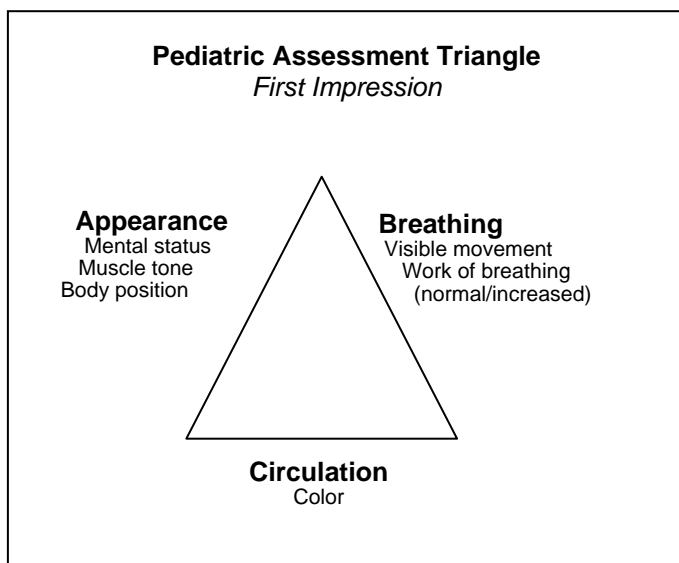 Pediatric Assessment Triangle
First Impression
Appearance
Mental status
Muscle tone
Body position
Breathing
Visible movement
Work of breathing
(normal/increased)
Circulation
Color